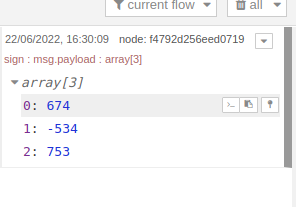 current flow
all
22/06/2022, 16:30:09 node: f4792d256eed0719
sign : msg.payload : array[3]
array[3]
0: 674
1: -534
2: 753